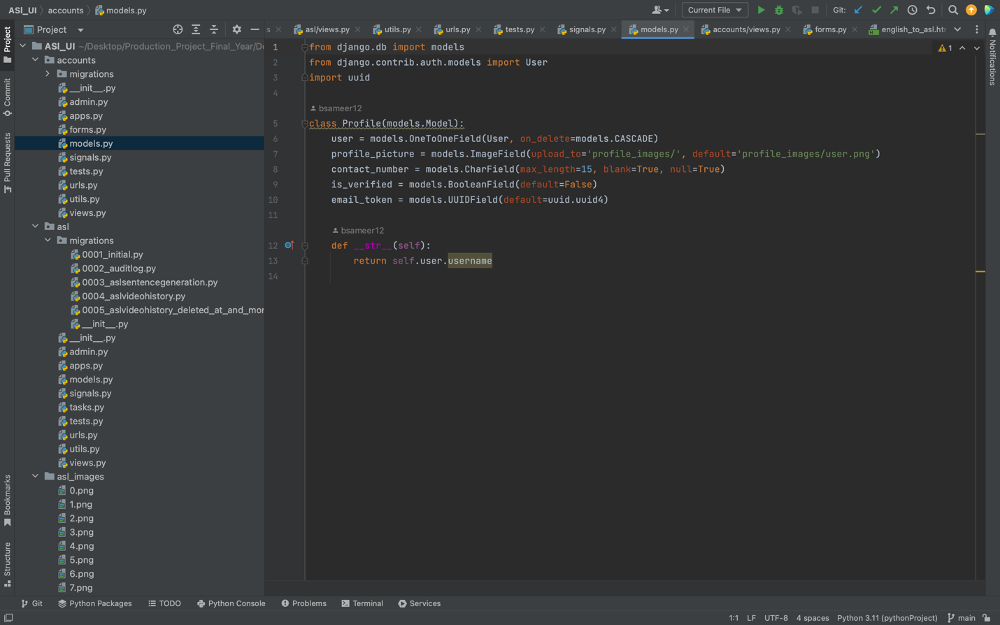 ASI_UI accounts models.py
Current File
Git:
Project
s
asl/views.py
utils.py
urls.py
tests.py
signals.py
models.py
accounts/views.py
forms.py
english_to_asl.ht
Project
Commit
Pull Requests
Bookmarks
Structure
Notifications
ASI_UI ~/Desktop/Production_Project_Final_Year/De
accounts
migrations
__init__.py
admin.py
apps.py
forms.py
models.py
signals.py
tests.py
urls.py
utils.py
views.py
asl
migrations
0001_initial.py
0002_auditlog.py
0003_aslsentencegeneration.py
0004_aslvideohistory.py
0005_aslvideohistory_deleted_at_and_mor
__init__.py
__init__.py
admin.py
apps.py
models.py
signals.py
tasks.py
tests.py
urls.py
utils.py
views.py
asl_images
0.png
1.png
2.png
3.png
4.png
5.png
6.png
7.png
1 from django.db import models
1
2 from django.contrib.auth.models import User
3 import uuid
4
bsameer12
5 class Profile(models.Model):
6 user = models.OneToOneField(User, on_delete=models.CASCADE)
7 profile_picture = models.ImageField(upload_to='profile_images/', default='profile_images/user.png')
8 contact_number = models.CharField(max_length=15, blank=True, null=True)
9 is_verified = models.BooleanField(default=False)
10 email_token = models.UUIDField(default=uuid.uuid4)
11
bsameer12
12 def __str__(self):
13 return self.user.username
14
Git
Python Packages
TODO
Python Console
Problems
Terminal
Services
1:1 LF UTF-8 4 spaces Python 3.11 (pythonProject) main